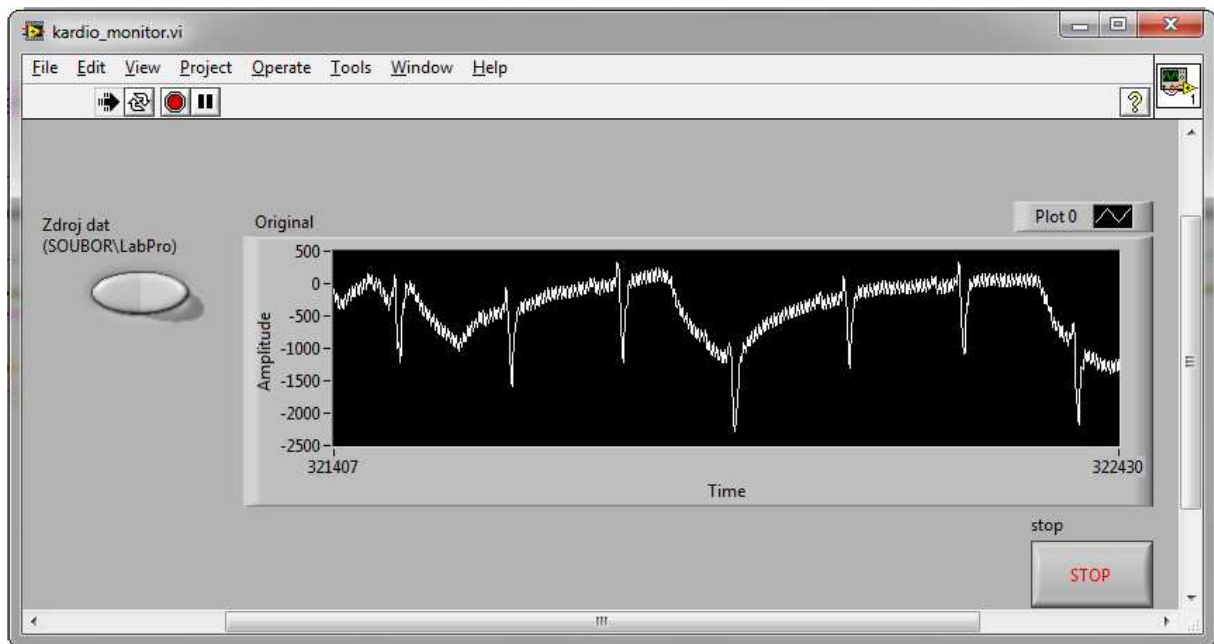 kardio_monitor.vi
File Edit View Project Operate Tools Window Help
?
1
Zdroj dat
(SOUBOR\LabPro)
Original
Plot 0
Amplitude
500
0
-500
-1000
-1500
-2000
-2500
321407
322430
Time
stop
STOP